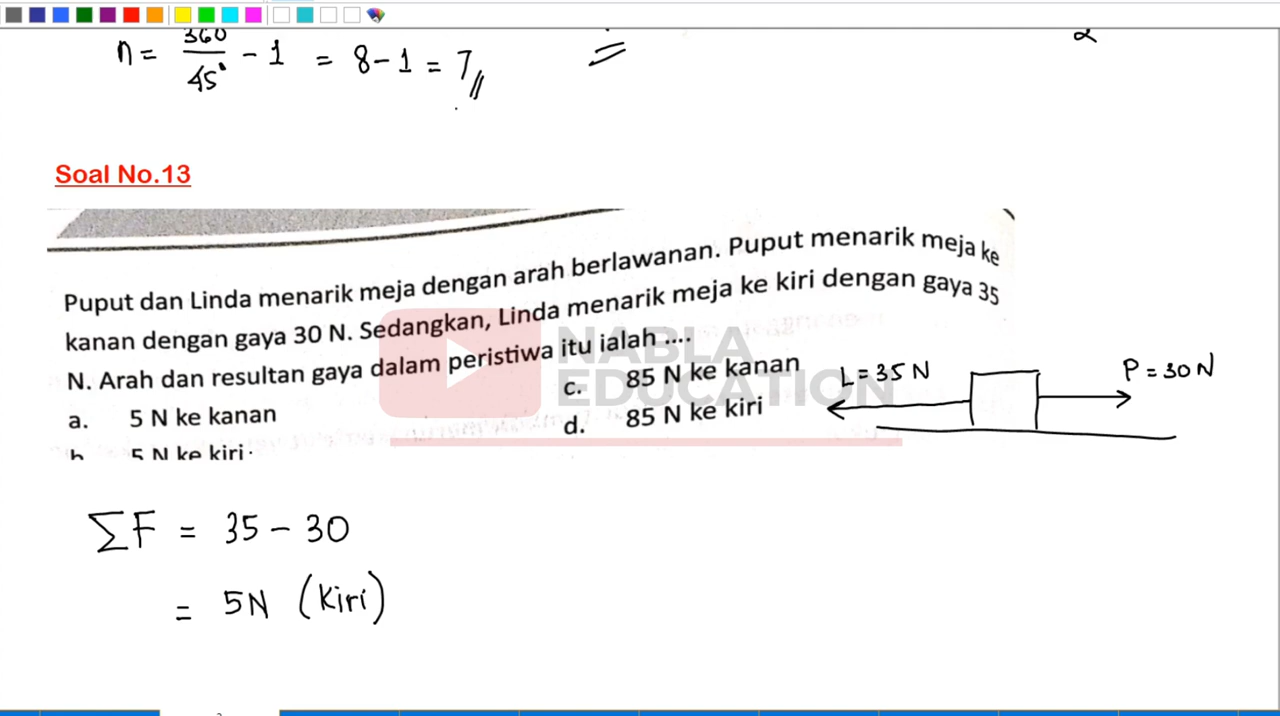 360
n = ――― - 1 = 8 - 1 = 7
45°
α
Soal No.13
Puput dan Linda menarik meja dengan arah berlawanan. Puput menarik meja ke
kanan dengan gaya 30 N. Sedangkan, Linda menarik meja ke kiri dengan gaya 35
N. Arah dan resultan gaya dalam peristiwa itu ialah ....
a. 5 N ke kanan
b. 5 N ke kiri
c. 85 N ke kanan
d. 85 N ke kiri
NABLA
EDUCATION
L = 35 N
P = 30 N
ΣF = 35 - 30
= 5N (kiri)